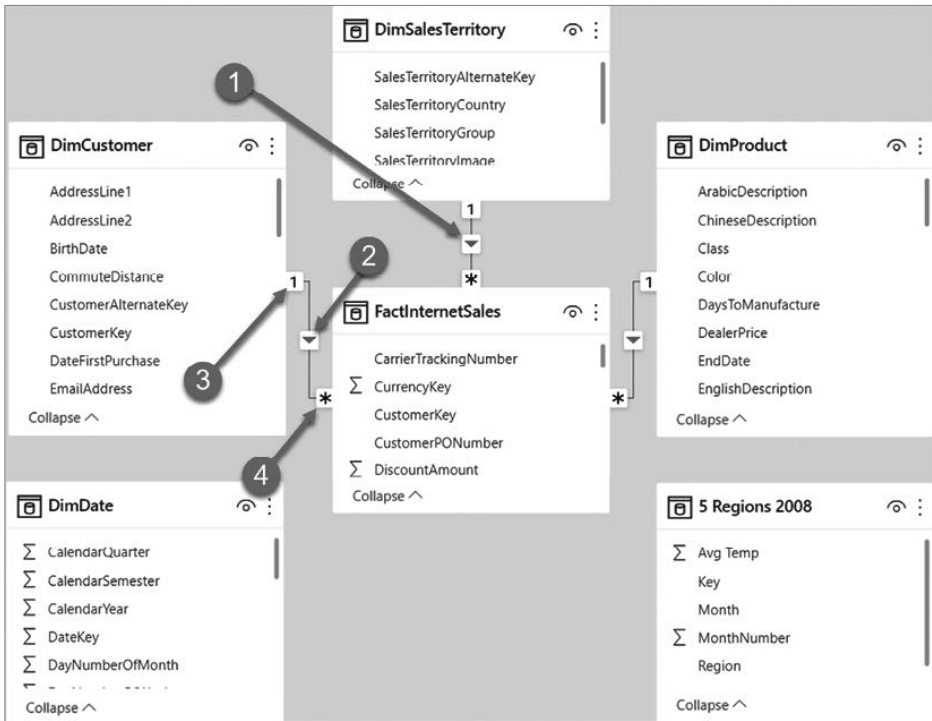 DimSalesTerritory
SalesTerritoryAlternateKey
SalesTerritoryCountry
SalesTerritoryGroup
SalesTerritoryImage
Collapse
1
1
*
DimCustomer
AddressLine1
AddressLine2
BirthDate
CommuteDistance
CustomerAlternateKey
CustomerKey
DateFirstPurchase
EmailAddress
Collapse
2
1
3
*
4
FactInternetSales
CarrierTrackingNumber
Σ CurrencyKey
CustomerKey
CustomerPONumber
Σ DiscountAmount
Collapse
DimProduct
ArabicDescription
ChineseDescription
Class
Color
DaysToManufacture
DealerPrice
EndDate
EnglishDescription
Collapse
1
*
DimDate
Σ CalendarQuarter
Σ CalendarSemester
Σ CalendarYear
Σ DateKey
Σ DayNumberOfMonth
Collapse
5 Regions 2008
Σ Avg Temp
Key
Month
Σ MonthNumber
Region
Collapse